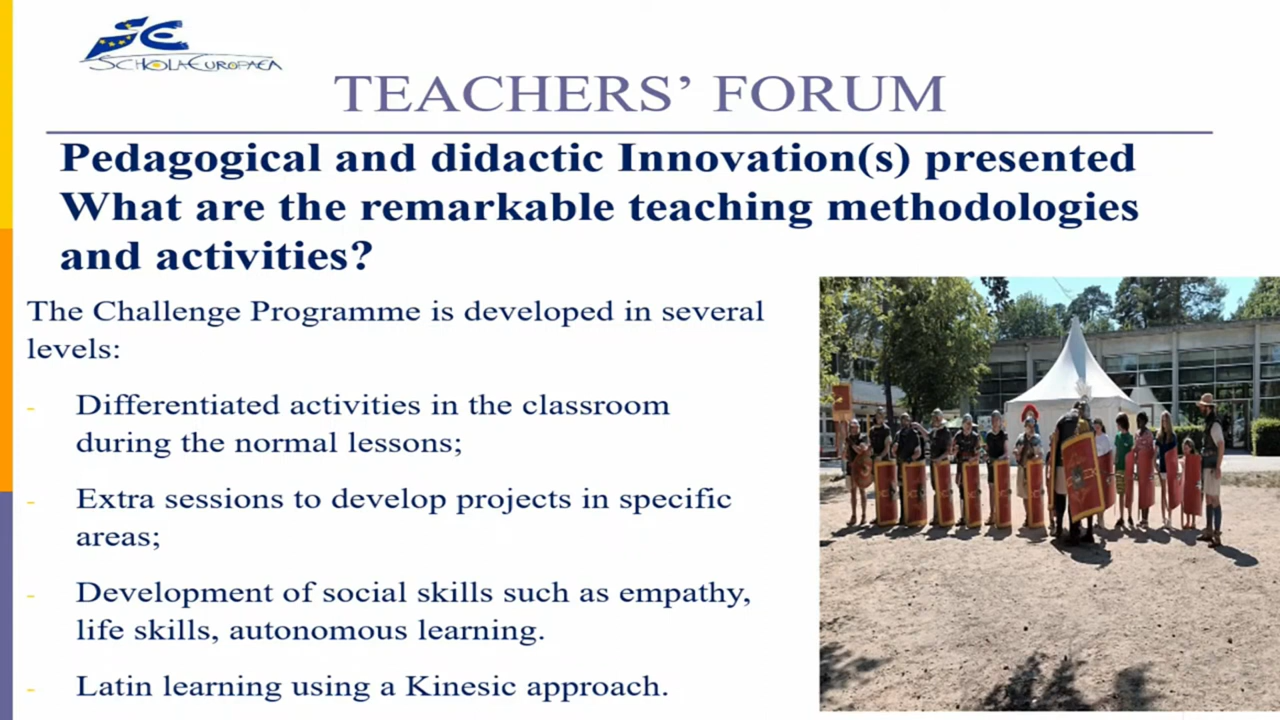 SCHOLA EUROPAEA
TEACHERS’ FORUM
Pedagogical and didactic Innovation(s) presented
What are the remarkable teaching methodologies
and activities?
The Challenge Programme is developed in several
levels:
- Differentiated activities in the classroom
during the normal lessons;
- Extra sessions to develop projects in specific
areas;
- Development of social skills such as empathy,
life skills, autonomous learning.
- Latin learning using a Kinesic approach.